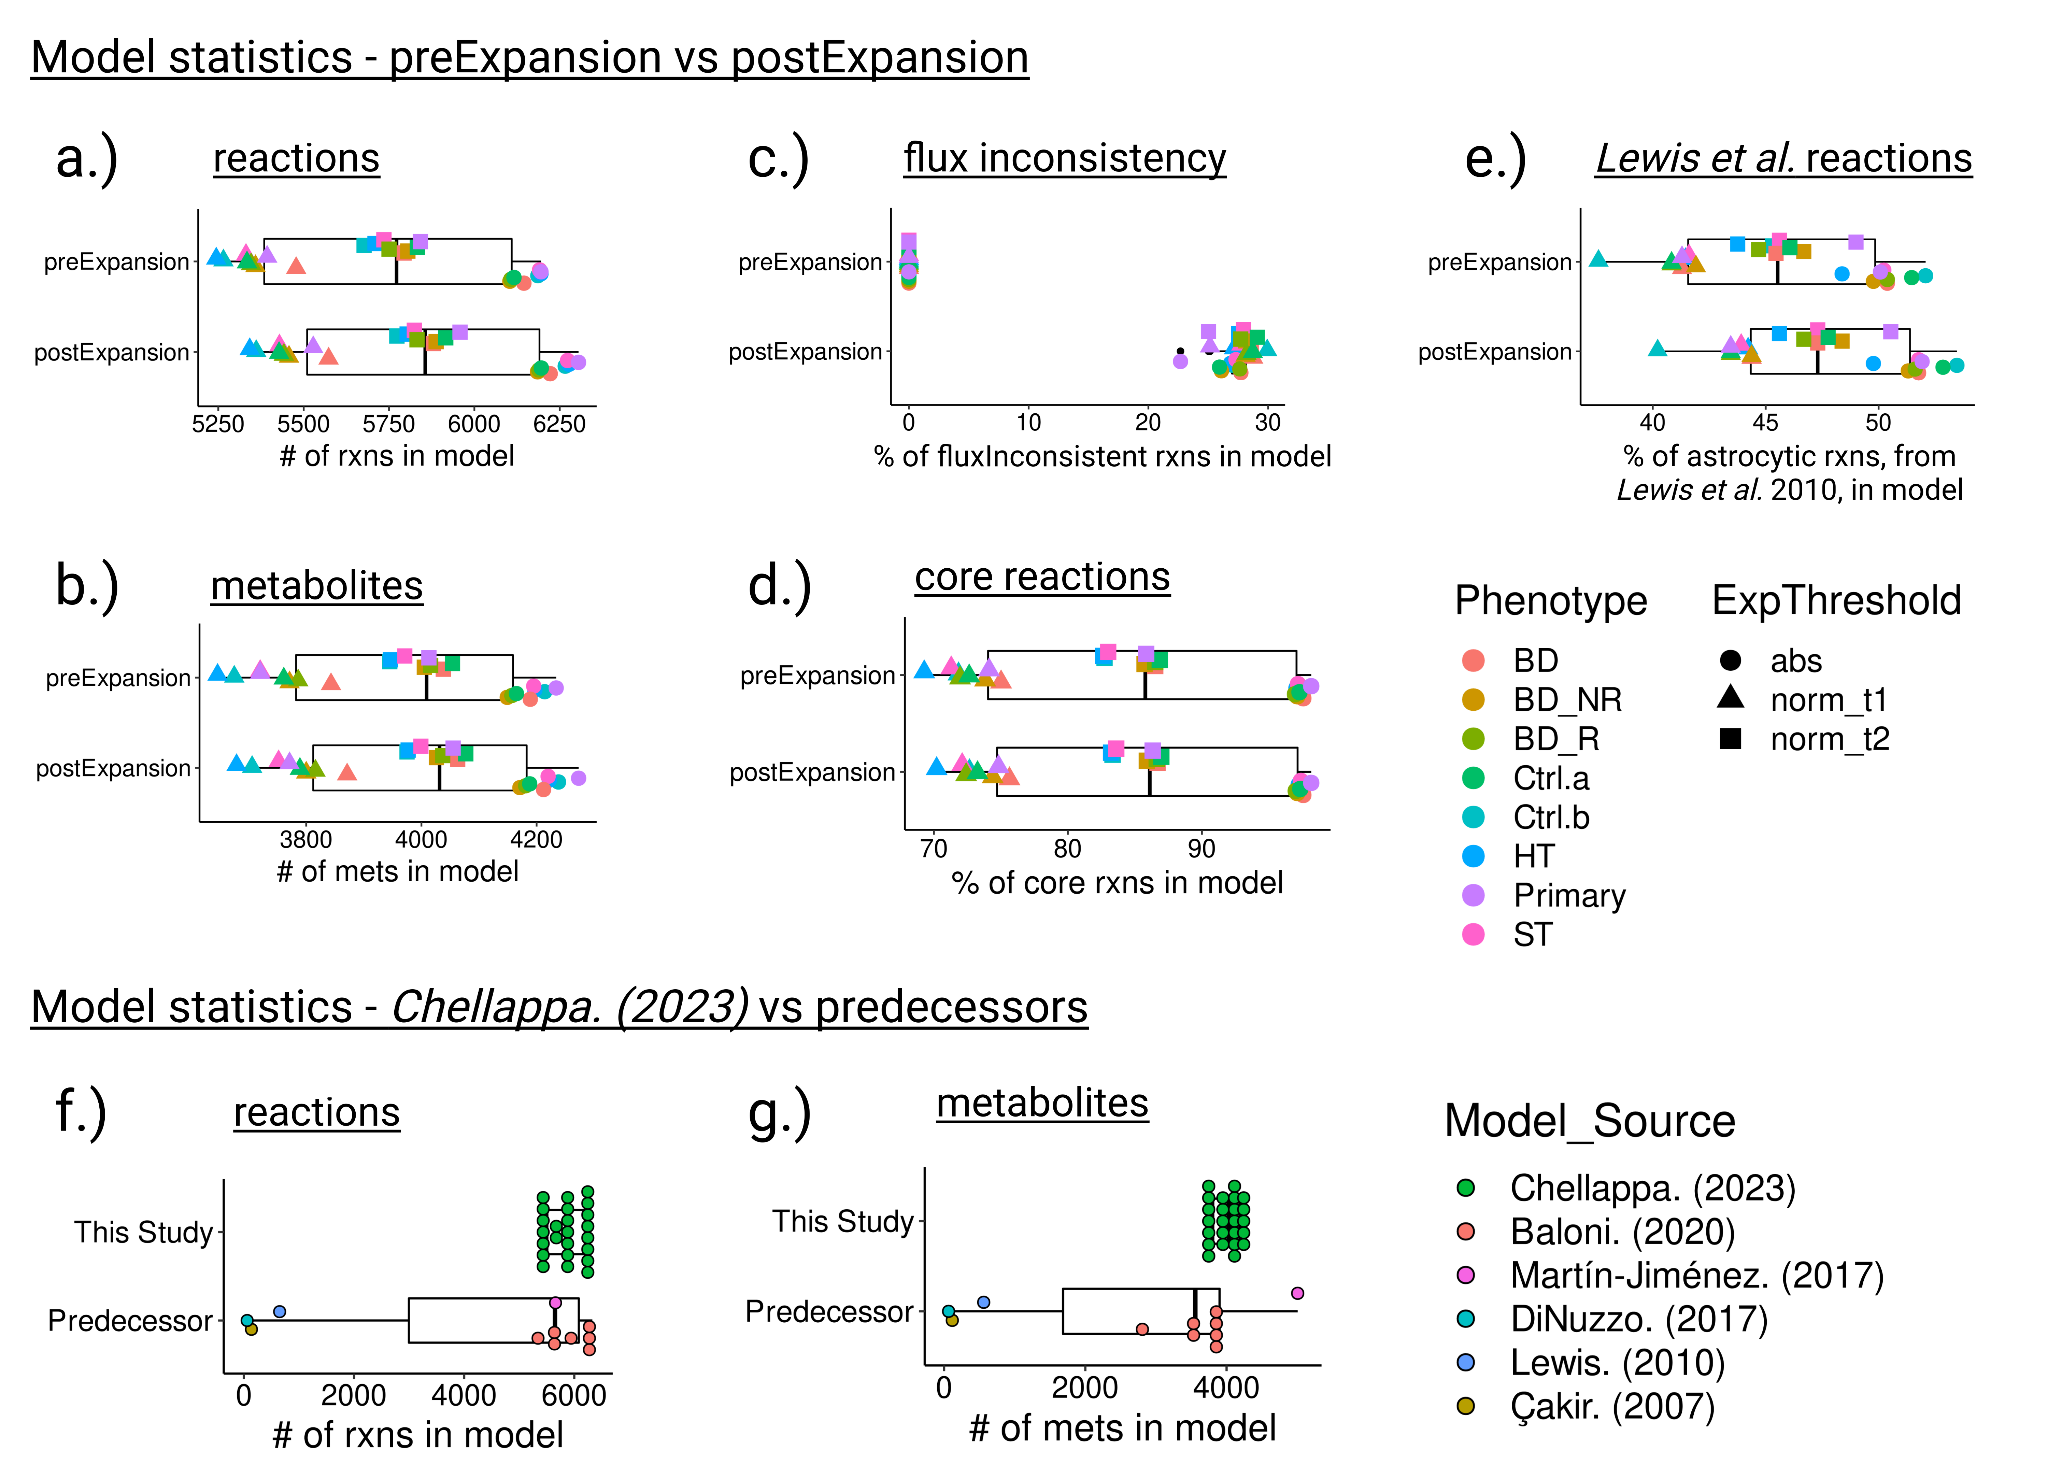 Model statistics - preExpansion vs postExpansion
a.) reactions
preExpansion
postExpansion
5250 5500 5750 6000 6250
# of rxns in model
c.) flux inconsistency
preExpansion
postExpansion
0 10 20 30
% of fluxInconsistent rxns in model
e.) Lewis et al. reactions
preExpansion
postExpansion
40 45 50
% of astrocytic rxns, from
Lewis et al. 2010, in model
b.) metabolites
preExpansion
postExpansion
3800 4000 4200
# of mets in model
d.) core reactions
preExpansion
postExpansion
70 80 90
% of core rxns in model
Phenotype
BD
BD_NR
BD_R
Ctrl.a
Ctrl.b
HT
Primary
ST
ExpThreshold
abs
norm_t1
norm_t2
Model statistics - Chellappa. (2023) vs predecessors
f.) reactions
This Study
Predecessor
0 2000 4000 6000
# of rxns in model
g.) metabolites
This Study
Predecessor
0 2000 4000
# of mets in model
Model_Source
Chellappa. (2023)
Baloni. (2020)
Martín-Jiménez. (2017)
DiNuzzo. (2017)
Lewis. (2010)
Çakir. (2007)